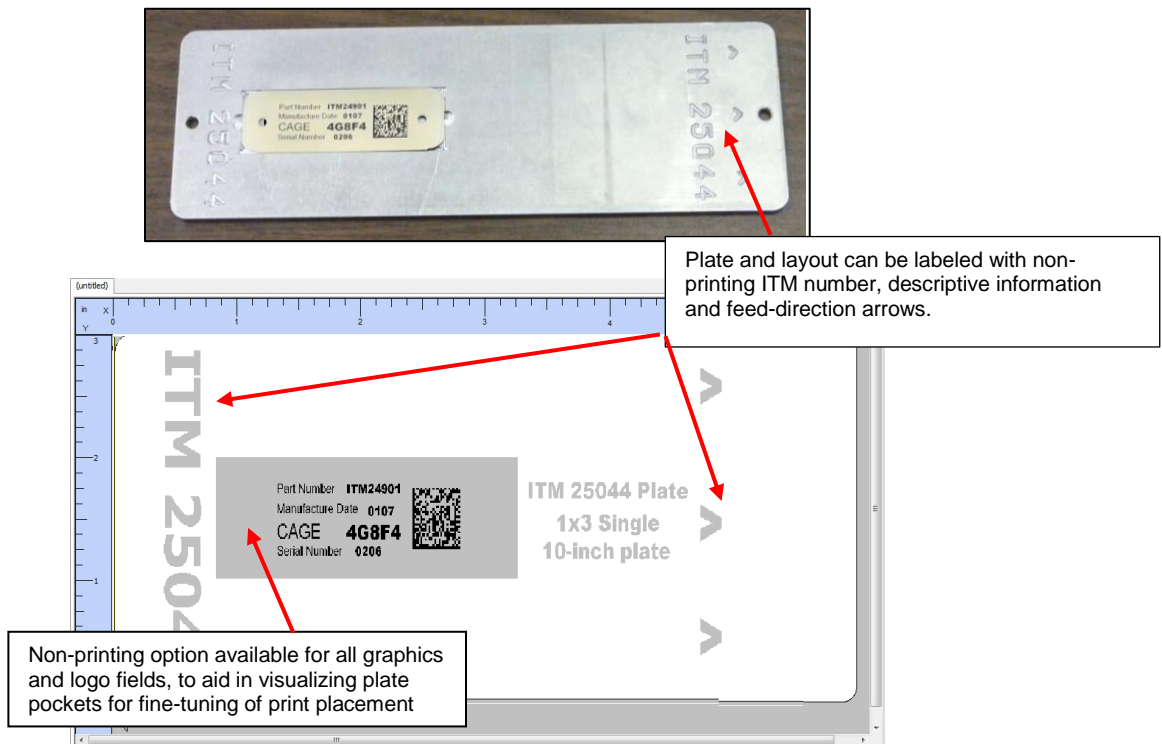 ITM 25044
Part Number ITM24901
Manufacture Date 0107
CAGE 4G8F4
Serial Number 0206
ITM 25044
Plate and layout can be labeled with non-
printing ITM number, descriptive information
and feed-direction arrows.
(untitled)
in X 0 1 2 3 4
Y
3
2
1
ITM 2504
Part Number ITM24901
Manufacture Date 0107
CAGE 4G8F4
Serial Number 0206
ITM 25044 Plate
1x3 Single
10-inch plate
Non-printing option available for all graphics
and logo fields, to aid in visualizing plate
pockets for fine-tuning of print placement